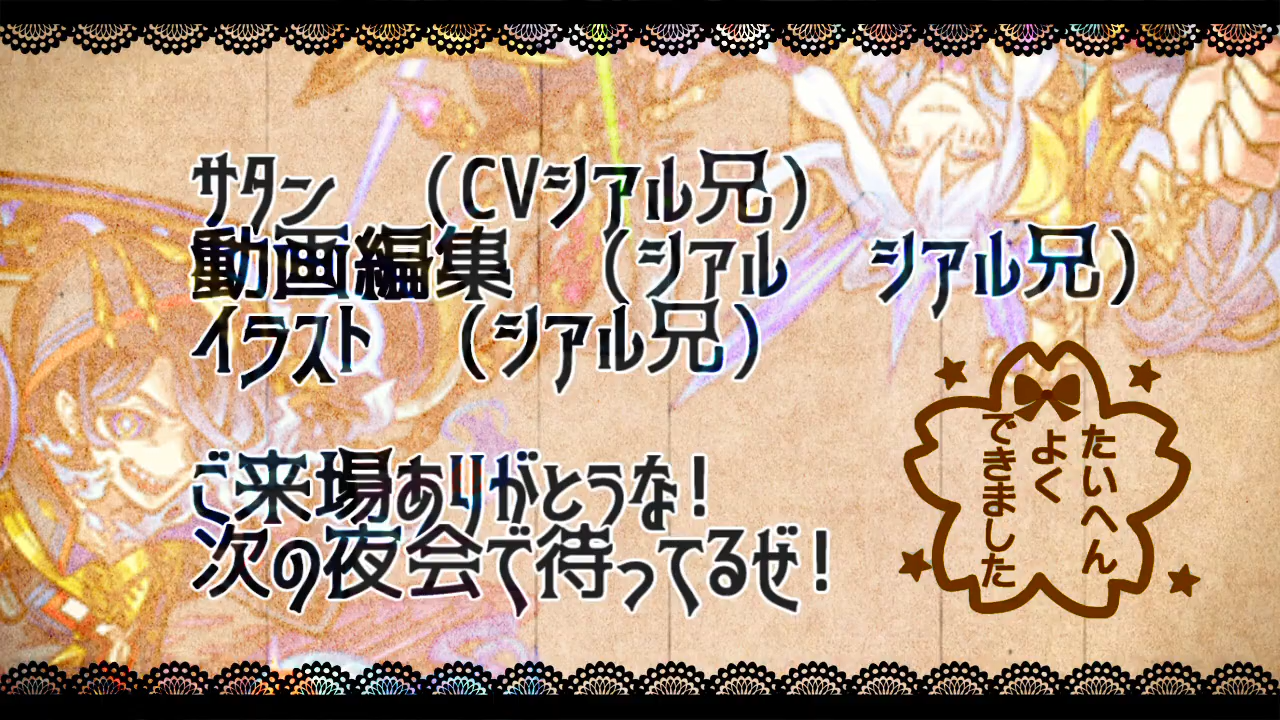 サタン　（CVシアル兄）
動画編集　（シアル　シアル兄）
イラスト　（シアル兄）
ご来場ありがとうな！
次の夜会で待ってるぜ！
たいへん
よく
できました